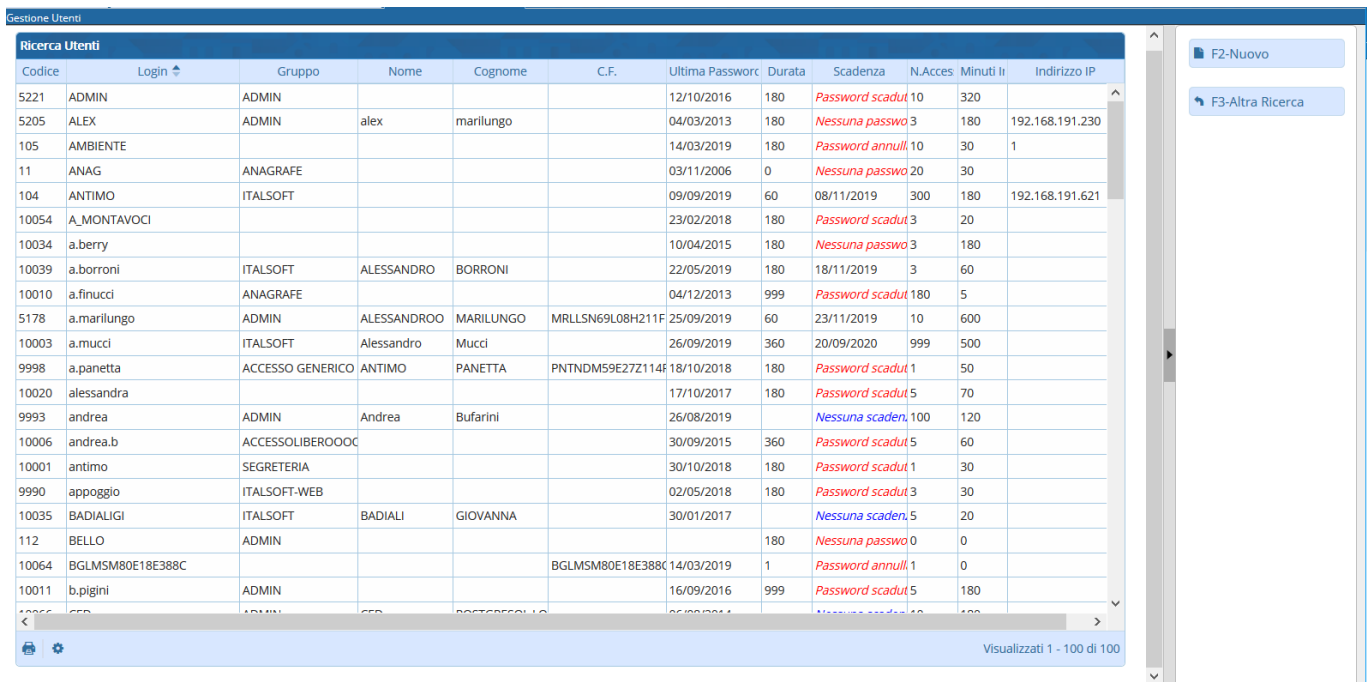 Gestione Utenti
Ricerca Utenti
Codice Login Gruppo Nome Cognome C.F. Ultima Password Durata Scadenza N.Acces Minuti Ir Indirizzo IP
5221 ADMIN ADMIN 12/10/2016 180 Password scadut 10 320
5205 ALEX ADMIN alex marilungo 04/03/2013 180 Nessuna passwo 3 180 192.168.191.230
105 AMBIENTE 14/03/2019 180 Password annull 10 30 1
11 ANAG ANAGRAFE 03/11/2006 0 Nessuna passwo 20 30
104 ANTIMO ITALSOFT 09/09/2019 60 08/11/2019 300 180 192.168.191.621
10054 A_MONTAVOCI 23/02/2018 180 Password scadut 3 20
10034 a.berry 10/04/2015 180 Nessuna passwo 3 180
10039 a.borroni ITALSOFT ALESSANDRO BORRONI 22/05/2019 180 18/11/2019 3 60
10010 a.finucci ANAGRAFE 04/12/2013 999 Password scadut 180 5
5178 a.marilungo ADMIN ALESSANDROO MARILUNGO MRLLSN69L08H211F 25/09/2019 60 23/11/2019 10 600
10003 a.mucci ITALSOFT Alessandro Mucci 26/09/2019 360 20/09/2020 999 500
9998 a.panetta ACCESSO GENERICO ANTIMO PANETTA PNTNDM59E27Z114F 18/10/2018 180 Password scadut 1 50
10020 alessandra 17/10/2017 180 Password scadut 5 70
9993 andrea ADMIN Andrea Bufarini 26/08/2019 Nessuna scaden 100 120
10006 andrea.b ACCESSOLIBEROOOO 30/09/2015 360 Password scadut 5 60
10001 antimo SEGRETERIA 30/10/2018 180 Password scadut 1 30
9990 appoggio ITALSOFT-WEB 02/05/2018 180 Password scadut 3 30
10035 BADIALIGI ITALSOFT BADIALI GIOVANNA 30/01/2017 Nessuna scaden 5 20
112 BELLO ADMIN 180 Nessuna passwo 0 0
10064 BGLMSM80E18E388C BGLMSM80E18E388C 14/03/2019 1 Password annull 1 0
10011 b.pigini ADMIN 16/09/2016 999 Password scadut 5 180
Visualizzati 1 - 100 di 100
F2-Nuovo
F3-Altra Ricerca